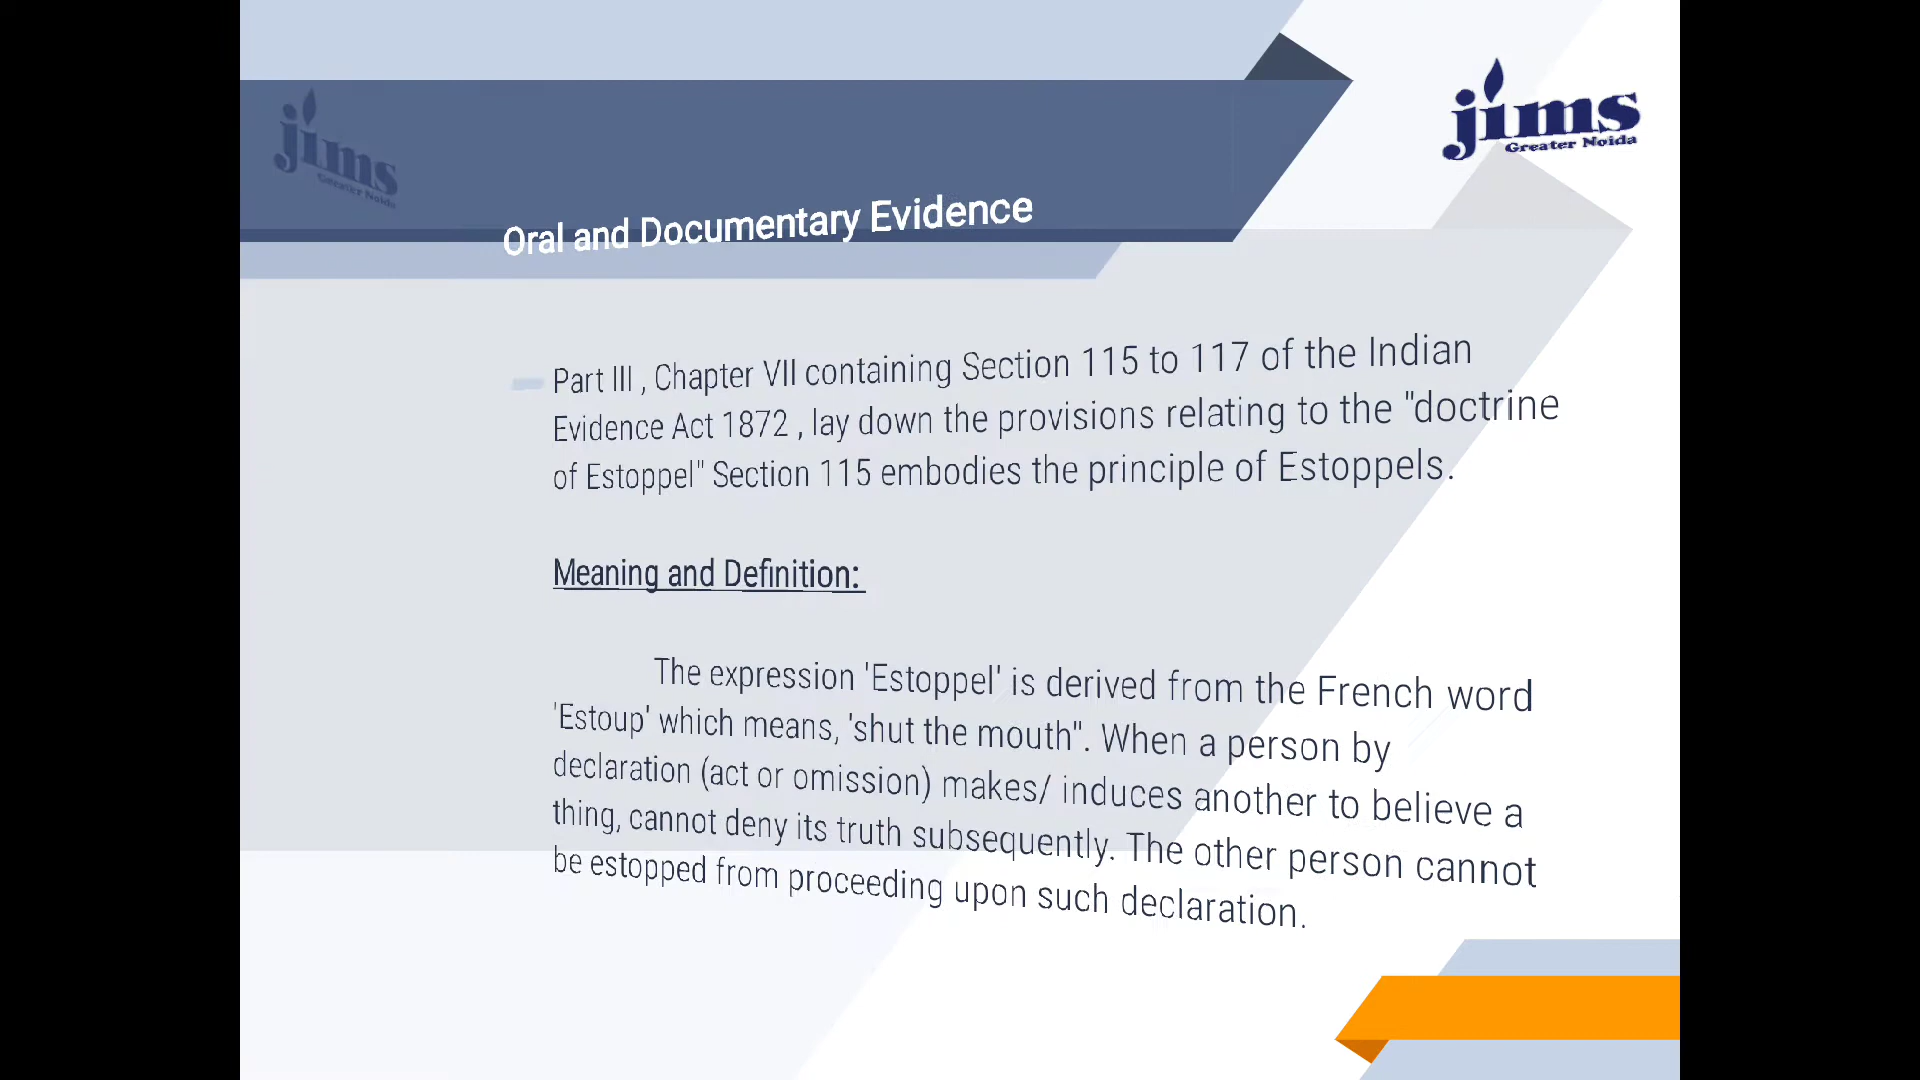 jims
Greater Noida
jims
Greater Noida
Oral and Documentary Evidence
Part III , Chapter VII containing Section 115 to 117 of the Indian
Evidence Act 1872 , lay down the provisions relating to the "doctrine
of Estoppel" Section 115 embodies the principle of Estoppels.
Meaning and Definition:
The expression 'Estoppel' is derived from the French word
'Estoup' which means, 'shut the mouth". When a person by
declaration (act or omission) makes/ induces another to believe a
thing, cannot deny its truth subsequently. The other person cannot
be estopped from proceeding upon such declaration.